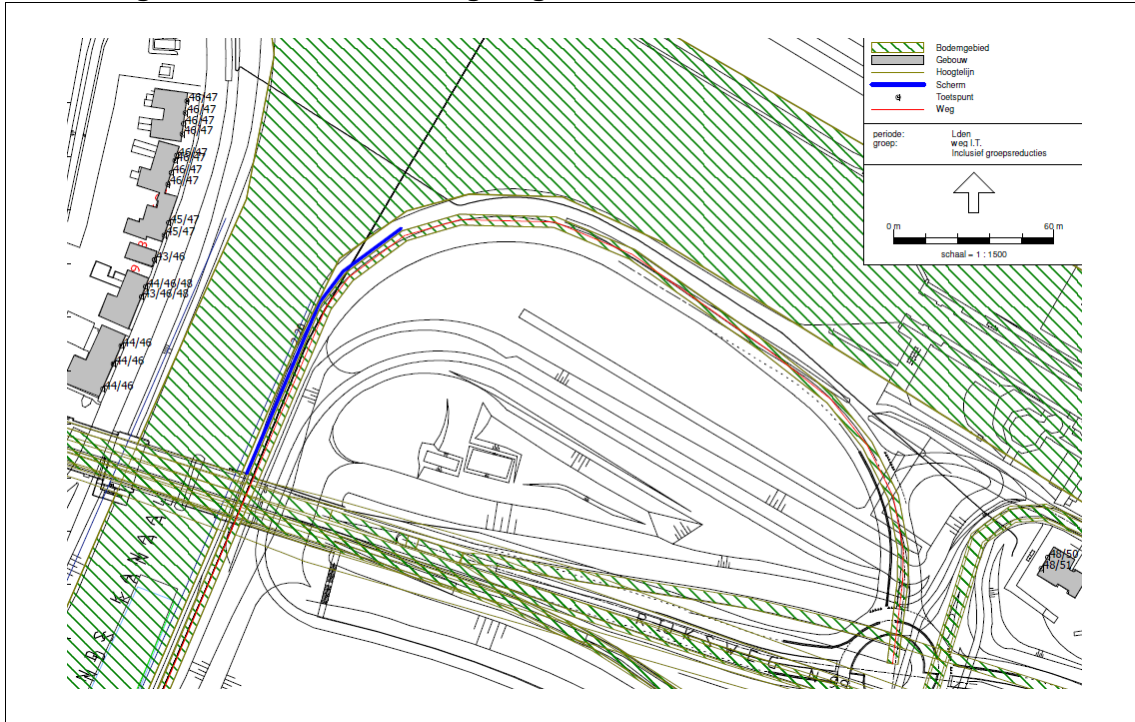 Bodemgebied
Gebouw
Hoogtelijn
Scherm
Toetspunt
Weg
periode: Lden
groep: weg I.T.
Inclusief groepsreducties
0 m 60 m
schaal = 1 : 1500
46/47
46/47
46/47
46/47
46/47
46/47
46/47
46/47
45/47
45/47
43/46
44/46/48
43/46/48
44/46
44/46
44/46
48/50
48/51
RIJKSWEG N